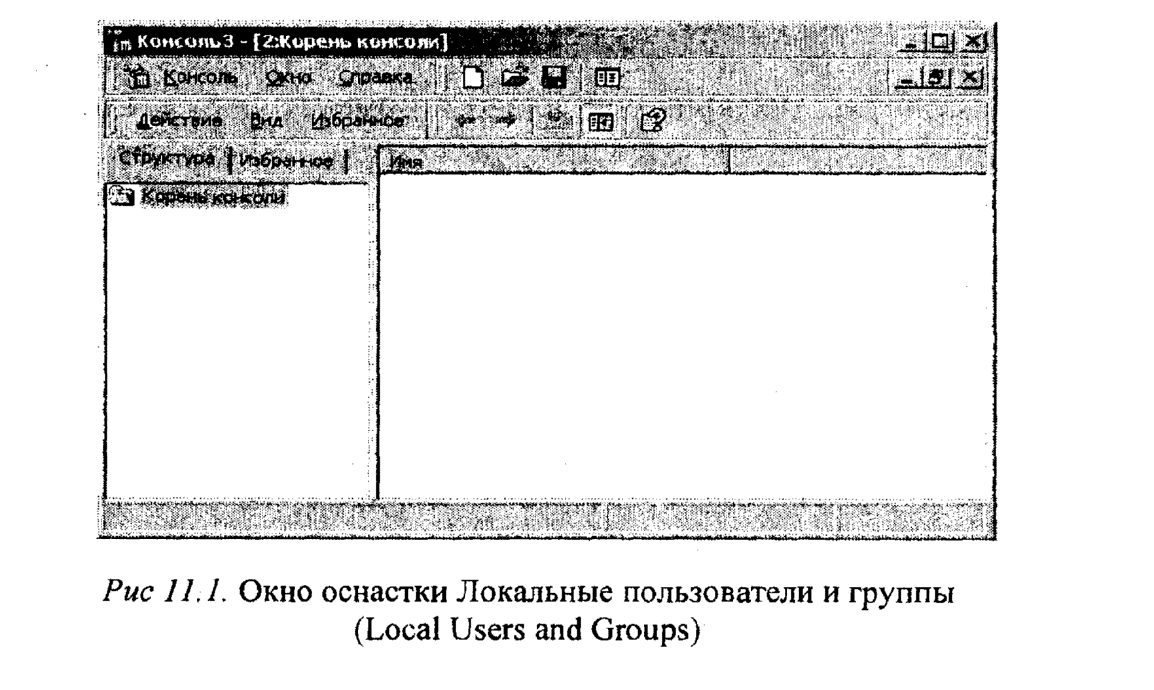 Консоль3 - [2:Корень консоли]
Консоль Окно Справка
Действие Вид Избранное
Структура Избранное Имя
Корень консоли
Рис 11.1. Окно оснастки Локальные пользователи и группы
(Local Users and Groups)